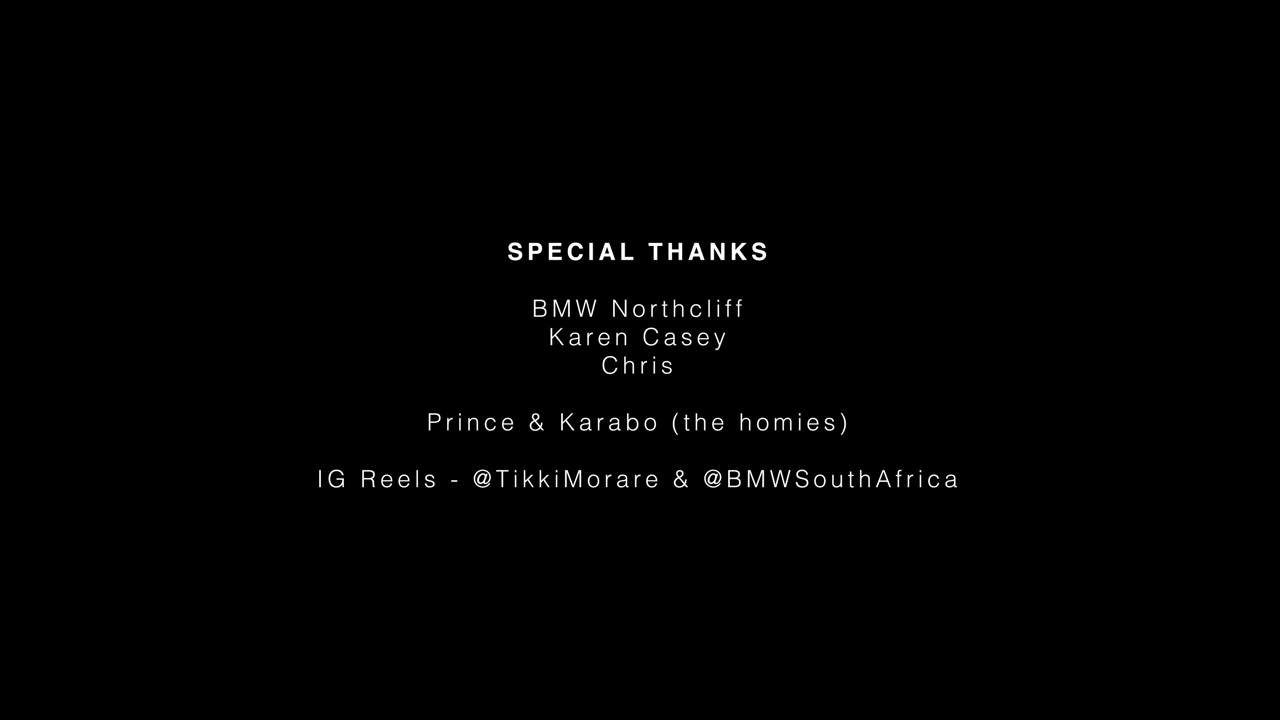 SPECIAL THANKS
BMW Northcliff
Karen Casey
Chris
Prince & Karabo (the homies)
IG Reels - @TikkiMorare & @BMWSouthAfrica